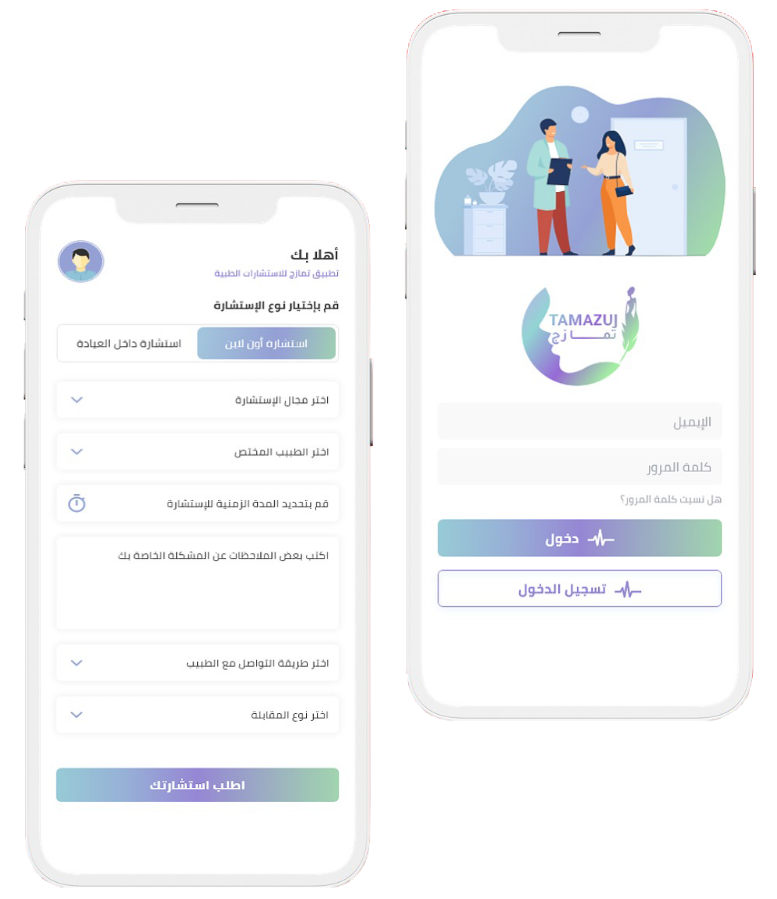 أهلا بك
تطبيق تمازج للاستشارات الطبية
قم بإختيار نوع الإستشارة
استشارة أون لاين
استشارة داخل العيادة
اختر مجال الإستشارة
اختر الطبيب المختص
قم بتحديد المدة الزمنية للإستشارة
اكتب بعض الملاحظات عن المشكلة الخاصة بك
اختر طريقة التواصل مع الطبيب
اختر نوع المقابلة
اطلب استشارتك
TAMAZUJ
تمـــازج
الإيميل
كلمة المرور
هل نسيت كلمة المرور؟
دخول
تسجيل الدخول